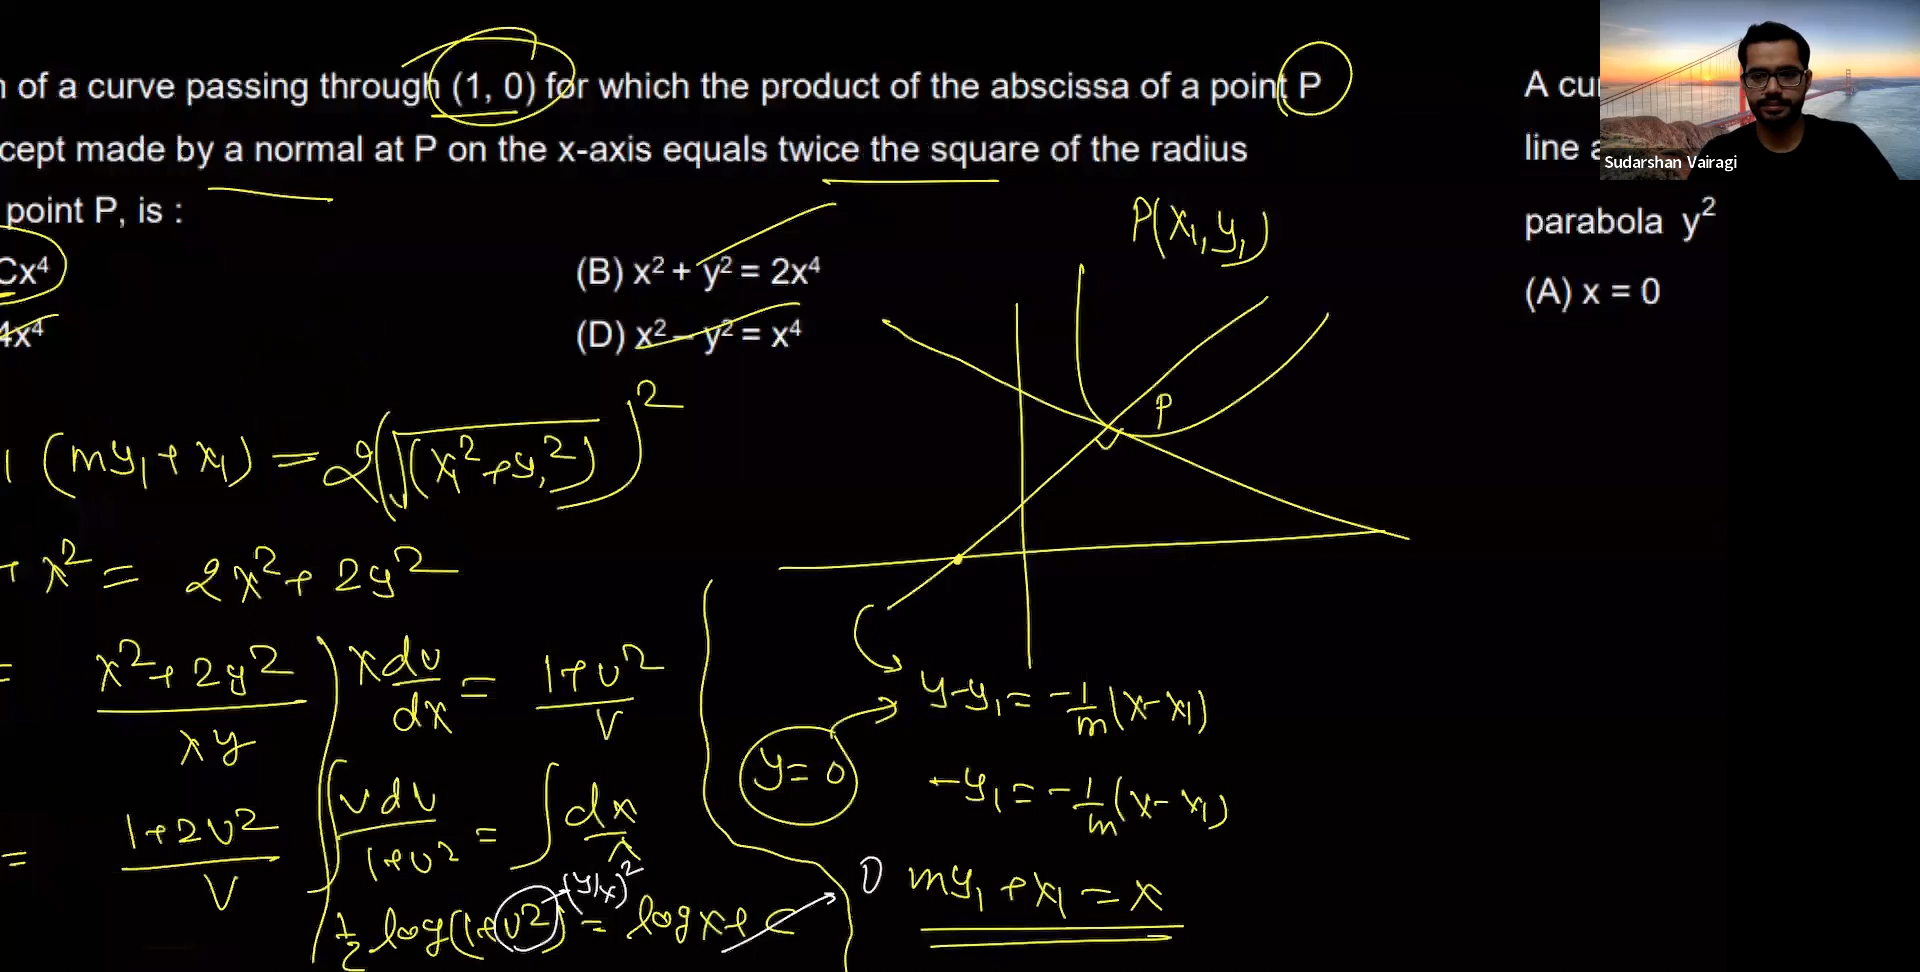 of a curve passing through (1, 0) for which the product of the abscissa of a point P
cept made by a normal at P on the x-axis equals twice the square of the radius
point P, is :
Cx⁴
(B) x² + y² = 2x⁴
4x⁴
(D) x² – y² = x⁴
P(x₁, y₁)
P
(my₁ + x₁) = 2(√(x₁² + y₁²))²
+ x² = 2x² + 2y²
= x² + 2y² / xy
= 1 + 2v² / v
x dv/dx = 1 + v² / v
∫ v dv / 1 + v² = ∫ dx / x
(y/x)²
½ log(1 + v²) = log x + c
0
y = 0
y - y₁ = -1/m (x - x₁)
-y₁ = -1/m (x - x₁)
my₁ + x₁ = x
A cu
line
parabola y²
(A) x = 0
Sudarshan Vairagi